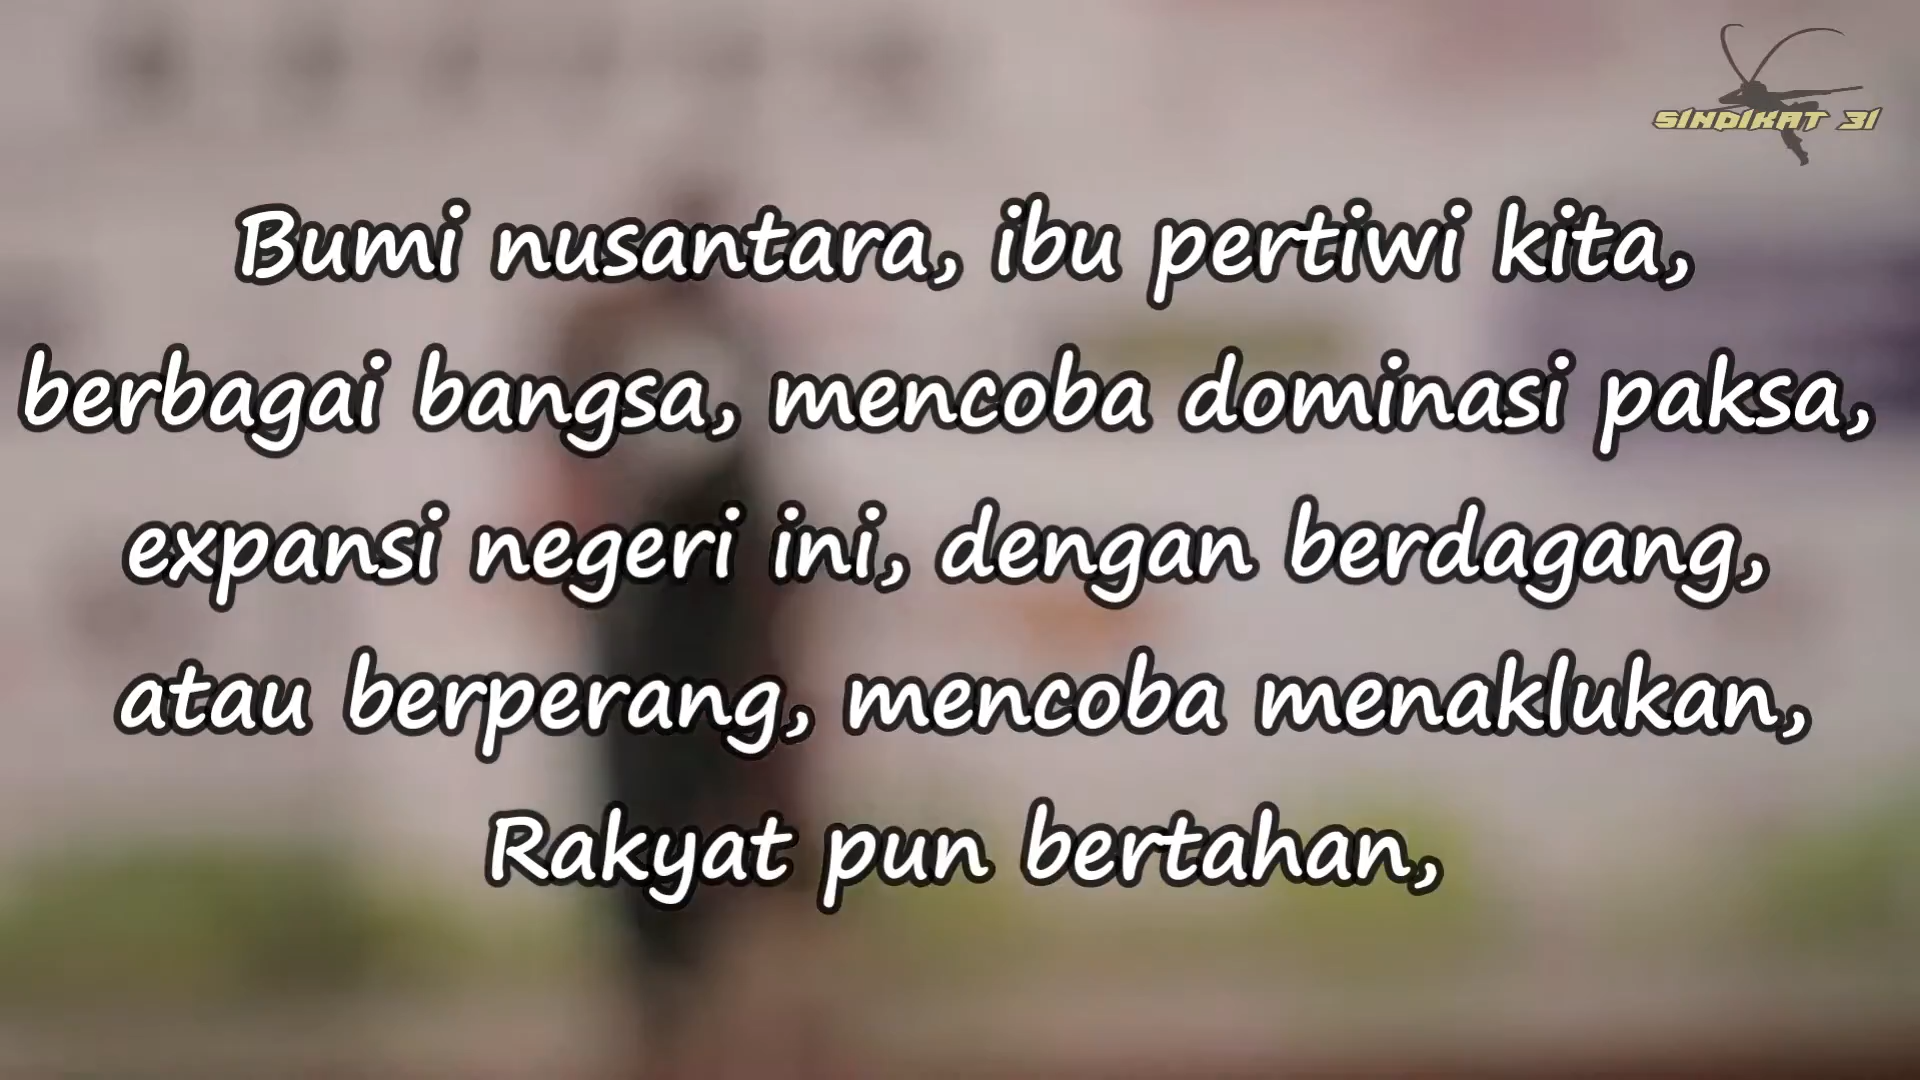 SINDIKAT 31
Bumi nusantara, ibu pertiwi kita,
berbagai bangsa, mencoba dominasi paksa,
expansi negeri ini, dengan berdagang,
atau berperang, mencoba menaklukan,
Rakyat pun bertahan,